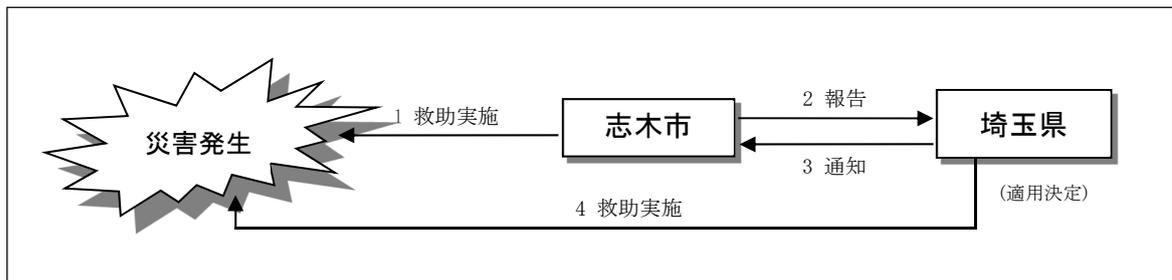 災害発生
1 救助実施
志木市
2 報告
3 通知
埼玉県
(適用決定)
4 救助実施